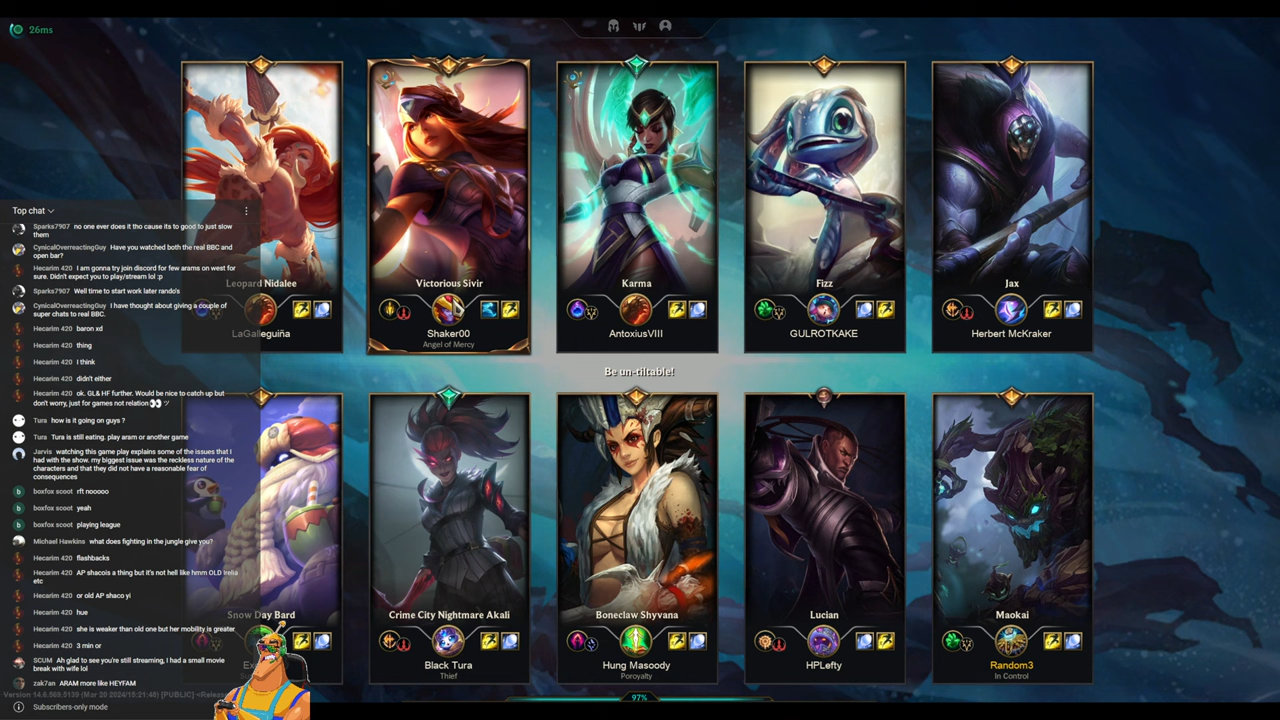 26ms
Leopard Nidalee
LaGalleguiña
Victorious Sivir
Shaker00
Angel of Mercy
Karma
AntoxiusVIII
Fizz
GULROTKAKE
Jax
Herbert McKraker
Be un-tiltable!
Snow Day Bard
Crime City Nightmare Akali
Black Tura
Thief
Boneclaw Shyvana
Hung Masoody
Poroyalty
Lucian
HPLefty
Maokai
Random3
In Control
97%
Top chat
Sparks7907 no one ever does it tho cause its to good to just slow
them
CynicalOverreactingGuy Have you watched both the real BBC and
open bar?
Hecarim 420 I am gonna try join discord for few arams on west for
sure. Didn't expect you to play/stream lol :p
Sparks7907 Well time to start work later rando's
CynicalOverreactingGuy I have thought about giving a couple of
super chats to real BBC.
Hecarim 420 baron xd
Hecarim 420 thing
Hecarim 420 I think
Hecarim 420 didn't either
Hecarim 420 ok. GL& HF further. Would be nice to catch up but
don't worry, just for games not relation 👀 ツ
Tura how is it going on guys ?
Tura Tura is still eating. play aram or another game
Jarvis watching this game play explains some of the issues that I
had with the show. my biggest issue was the reckless nature of the
characters and that they did not have a reasonable fear of
consequences
b boxfox scoot rft nooooo
b boxfox scoot yeah
b boxfox scoot playing league
Michael Hawkins what does fighting in the jungle give you?
Hecarim 420 flashbacks
Hecarim 420 AP shacois a thing but it's not hell like hmm OLD Irelia
etc
Hecarim 420 or old AP shaco yi
Hecarim 420 hue
Hecarim 420 she is weaker than old one but her mobility is greater
Hecarim 420 3 min or
SCUM Ah glad to see you're still streaming, I had a small movie
break with wife lol
zak7an ARAM more like HEYFAM
Version 14.6.569.5139 (Mar 20 2024/15:21:48) [PUBLIC]
Subscribers-only mode